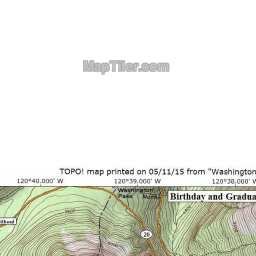 MapTiler.com
TOPO! map printed on 05/11/15 from "Washington
120°40.000' W 120°39.000' W 120°38.000' W
Washington
Pass
Birthday and Gradua
20